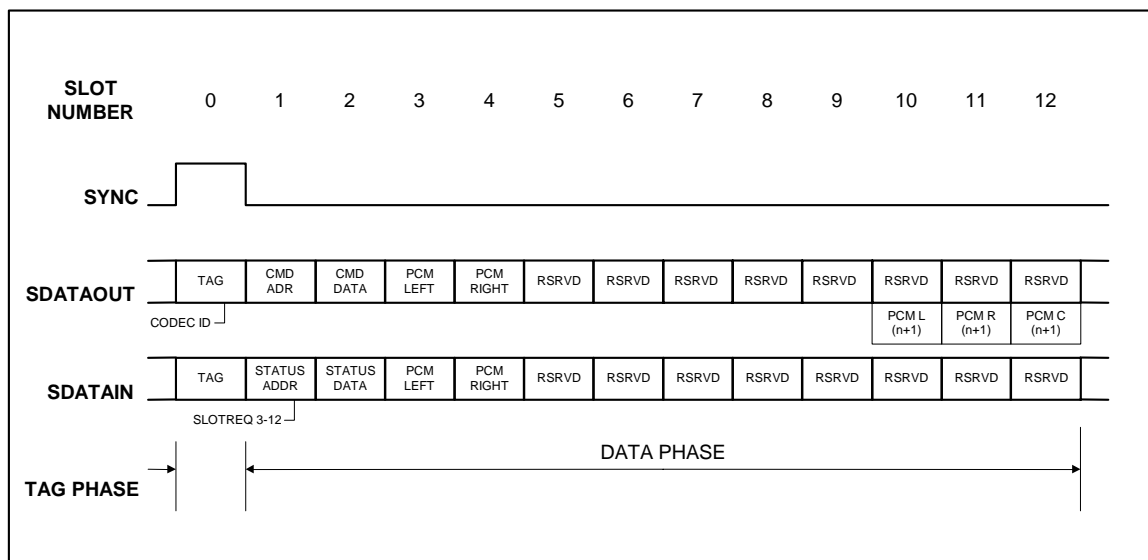 SLOT
NUMBER
0 1 2 3 4 5 6 7 8 9 10 11 12
SYNC
SDATAOUT
TAG
CMD
ADR
CMD
DATA
PCM
LEFT
PCM
RIGHT
RSRVD RSRVD RSRVD RSRVD RSRVD RSRVD RSRVD RSRVD
CODEC ID
PCM L
(n+1)
PCM R
(n+1)
PCM C
(n+1)
SDATAIN
TAG
STATUS
ADDR
STATUS
DATA
PCM
LEFT
PCM
RIGHT
RSRVD RSRVD RSRVD RSRVD RSRVD RSRVD RSRVD RSRVD
SLOTREQ 3-12
DATA PHASE
TAG PHASE